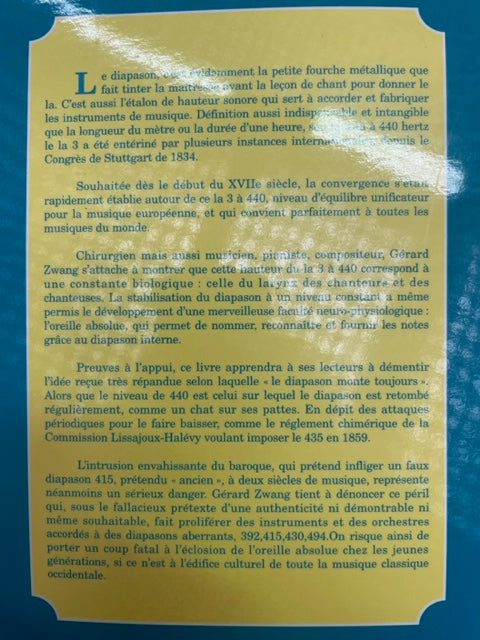 Le diapason, c'est évidemment la petite fourche métallique que
fait tinter la maîtresse avant la leçon de chant pour donner le
la. C'est aussi l'étalon de hauteur sonore qui sert à accorder et fabriquer
les instruments de musique. Définition aussi indispensable et intangible
que la longueur du mètre ou la durée d'une heure, son niveau à 440 hertz
le la 3 a été entériné par plusieurs instances internationales depuis le
Congrès de Stuttgart de 1834.
Souhaitée dès le début du XVIIe siècle, la convergence s'était
rapidement établie autour de ce la 3 à 440, niveau d'équilibre unificateur
pour la musique européenne, et qui convient parfaitement à toutes les
musiques du monde.
Chirurgien mais aussi musicien, pianiste, compositeur, Gérard
Zwang s'attache à montrer que cette hauteur du la 3 à 440 correspond à
une constante biologique : celle du larynx des chanteurs et des
chanteuses. La stabilisation du diapason à un niveau constant a même
permis le développement d'une merveilleuse faculté neuro-physiologique :
l'oreille absolue, qui permet de nommer, reconnaître et fournir les notes
grâce au diapason interne.
Preuves à l'appui, ce livre apprendra à ses lecteurs à démentir
l'idée reçue très répandue selon laquelle « le diapason monte toujours ».
Alors que le niveau de 440 est celui sur lequel le diapason est retombé
régulièrement, comme un chat sur ses pattes. En dépit des attaques
périodiques pour le faire baisser, comme le réglement chimérique de la
Commission Lissajoux-Halévy voulant imposer le 435 en 1859.
L'intrusion envahissante du baroque, qui prétend infliger un faux
diapason 415, prétendu « ancien », à deux siècles de musique, représente
néanmoins un sérieux danger. Gérard Zwang tient à dénoncer ce péril
qui, sous le fallacieux prétexte d'une authenticité ni démontrable ni
même souhaitable, fait proliférer des instruments et des orchestres
accordés à des diapasons aberrants, 392,415,430,494.On risque ainsi de
porter un coup fatal à l'éclosion de l'oreille absolue chez les jeunes
générations, si ce n'est à l'édifice culturel de toute la musique classique
occidentale.